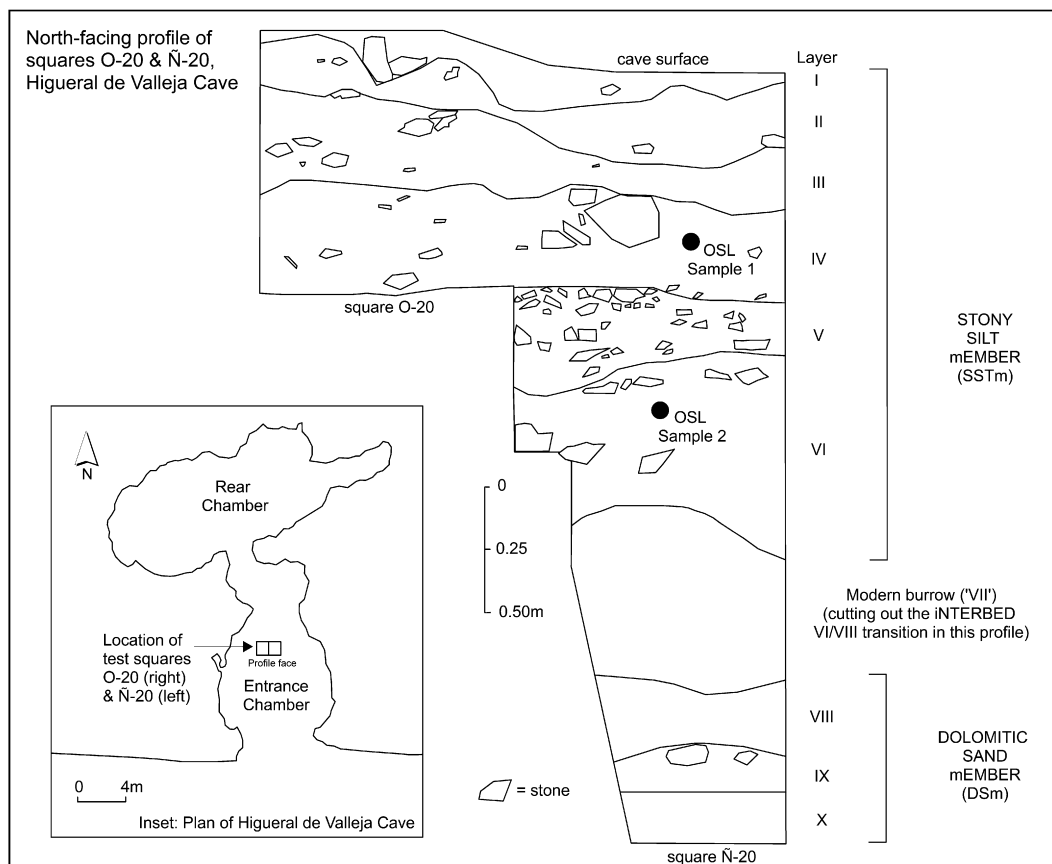 North-facing profile of
squares O-20 & Ñ-20,
Higueral de Valleja Cave
cave surface
Layer
I
II
III
IV
V
VI
OSL
Sample 1
square O-20
OSL
Sample 2
STONY
SILT
mEMBER
(SSTm)
0
0.25
0.50m
Modern burrow ('VII')
(cutting out the iNTERBED
VI/VIII transition in this profile)
VIII
IX
X
DOLOMITIC
SAND
mEMBER
(DSm)
= stone
square Ñ-20
N
Rear
Chamber
Location of
test squares
O-20 (right)
& Ñ-20 (left)
Profile face
Entrance
Chamber
0 4m
Inset: Plan of Higueral de Valleja Cave